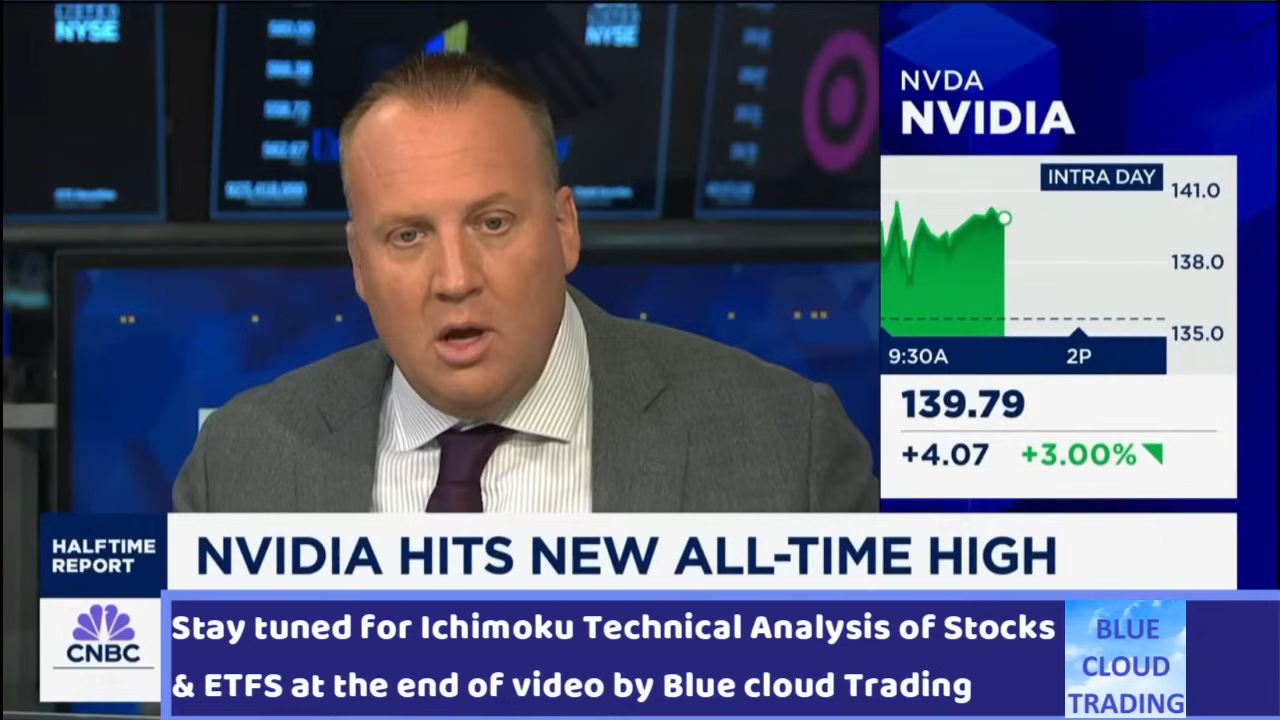 NYSE
NYSE
NVDA
NVIDIA
INTRA DAY
141.0
138.0
135.0
9:30A
2P
139.79
+4.07 +3.00%
HALFTIME
REPORT
NVIDIA HITS NEW ALL-TIME HIGH
CNBC
Stay tuned for Ichimoku Technical Analysis of Stocks
& ETFS at the end of video by Blue cloud Trading
BLUE
CLOUD
TRADING